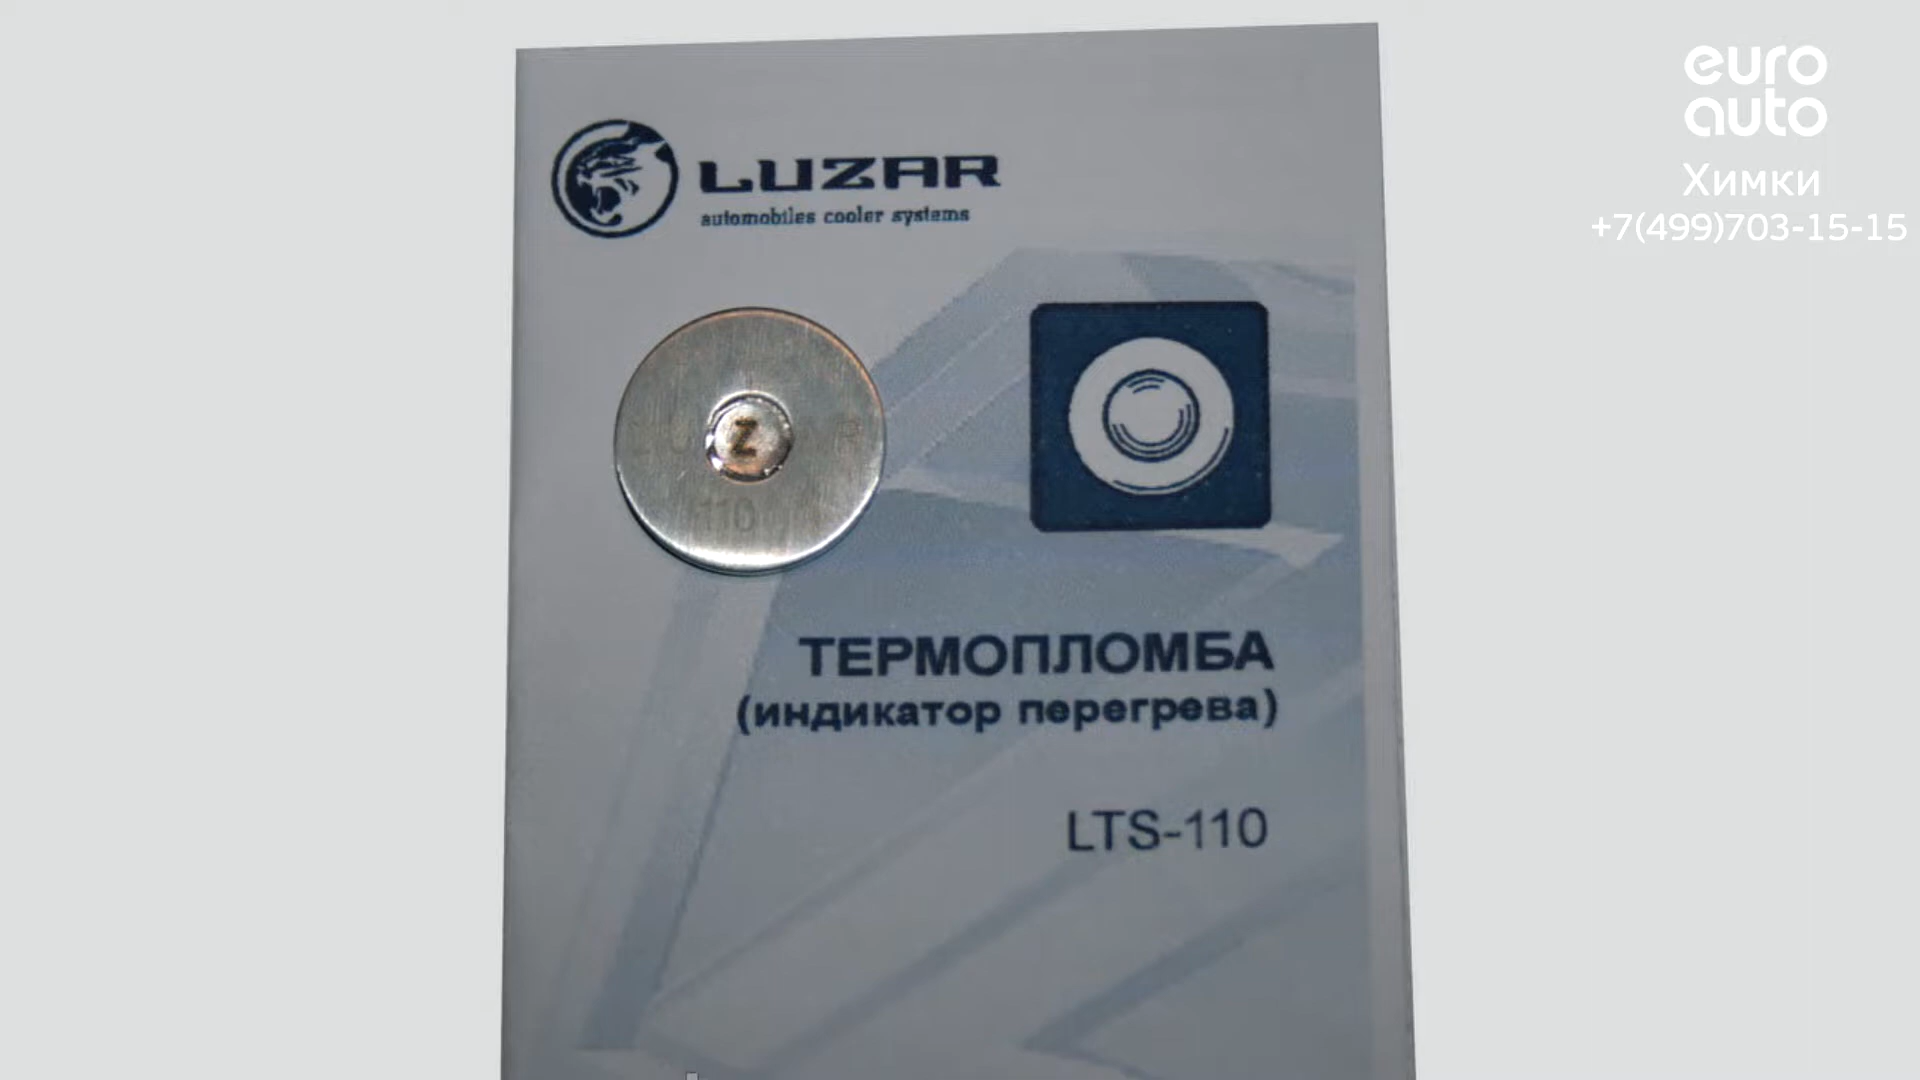 LUZAR
automobiles cooler systems
Z
110
ТЕРМОПЛОМБА
(индикатор перегрева)
LTS-110
euro
auto
Химки
+7(499)703-15-15